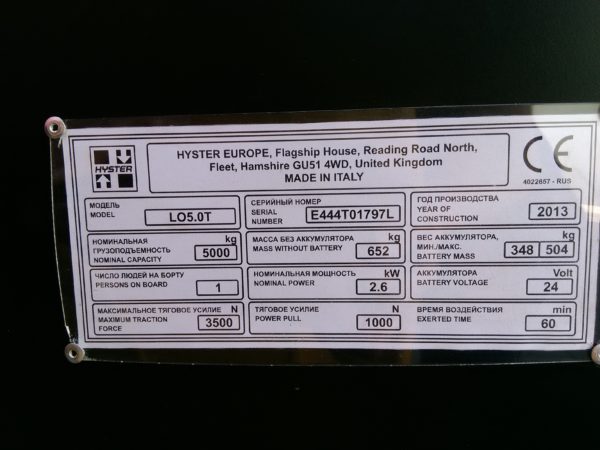 HYSTER
HYSTER EUROPE, Flagship House, Reading Road North,
Fleet, Hamshire GU51 4WD, United Kingdom
MADE IN ITALY
CE
4022857 - RUS
МОДЕЛЬ
MODEL
LO5.0T
СЕРИЙНЫЙ НОМЕР
SERIAL
NUMBER
E444T01797L
ГОД ПРОИЗВОДСТВА
YEAR OF
CONSTRUCTION
2013
НОМИНАЛЬНАЯ
ГРУЗОПОДЪЕМНОСТЬ
NOMINAL CAPACITY
kg
5000
МАССА БЕЗ АККУМУЛЯТОРА
MASS WITHOUT BATTERY
kg
652
ВЕС АККУМУЛЯТОРА,
МИН./МАКС.
BATTERY MASS
kg
348 504
ЧИСЛО ЛЮДЕЙ НА БОРТУ
PERSONS ON BOARD
1
НОМИНАЛЬНАЯ МОЩНОСТЬ
NOMINAL POWER
kW
2.6
АККУМУЛЯТОРА
BATTERY VOLTAGE
Volt
24
МАКСИМАЛЬНОЕ ТЯГОВОЕ УСИЛИЕ
MAXIMUM TRACTION
FORCE
N
3500
ТЯГОВОЕ УСИЛИЕ
POWER PULL
N
1000
ВРЕМЯ ВОЗДЕЙСТВИЯ
EXERTED TIME
min
60